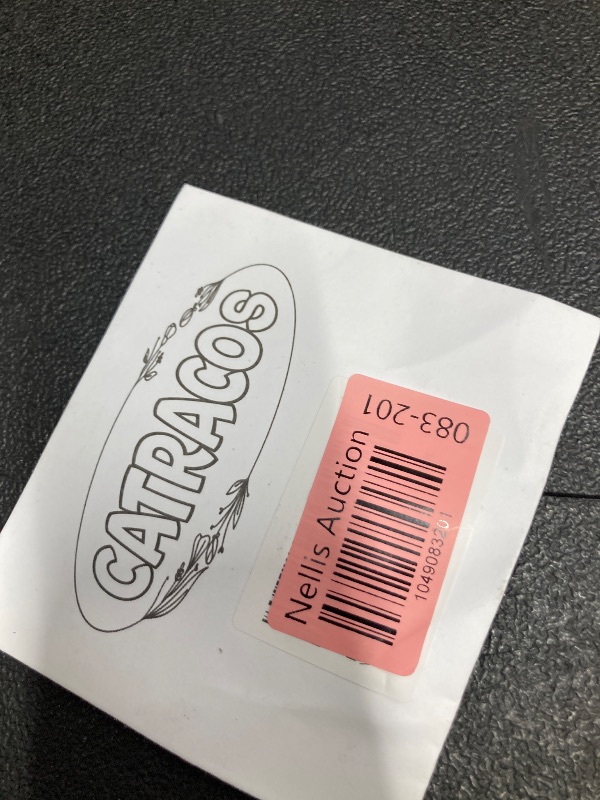 CATRACOS
Nellis Auction
1049083201
083-201